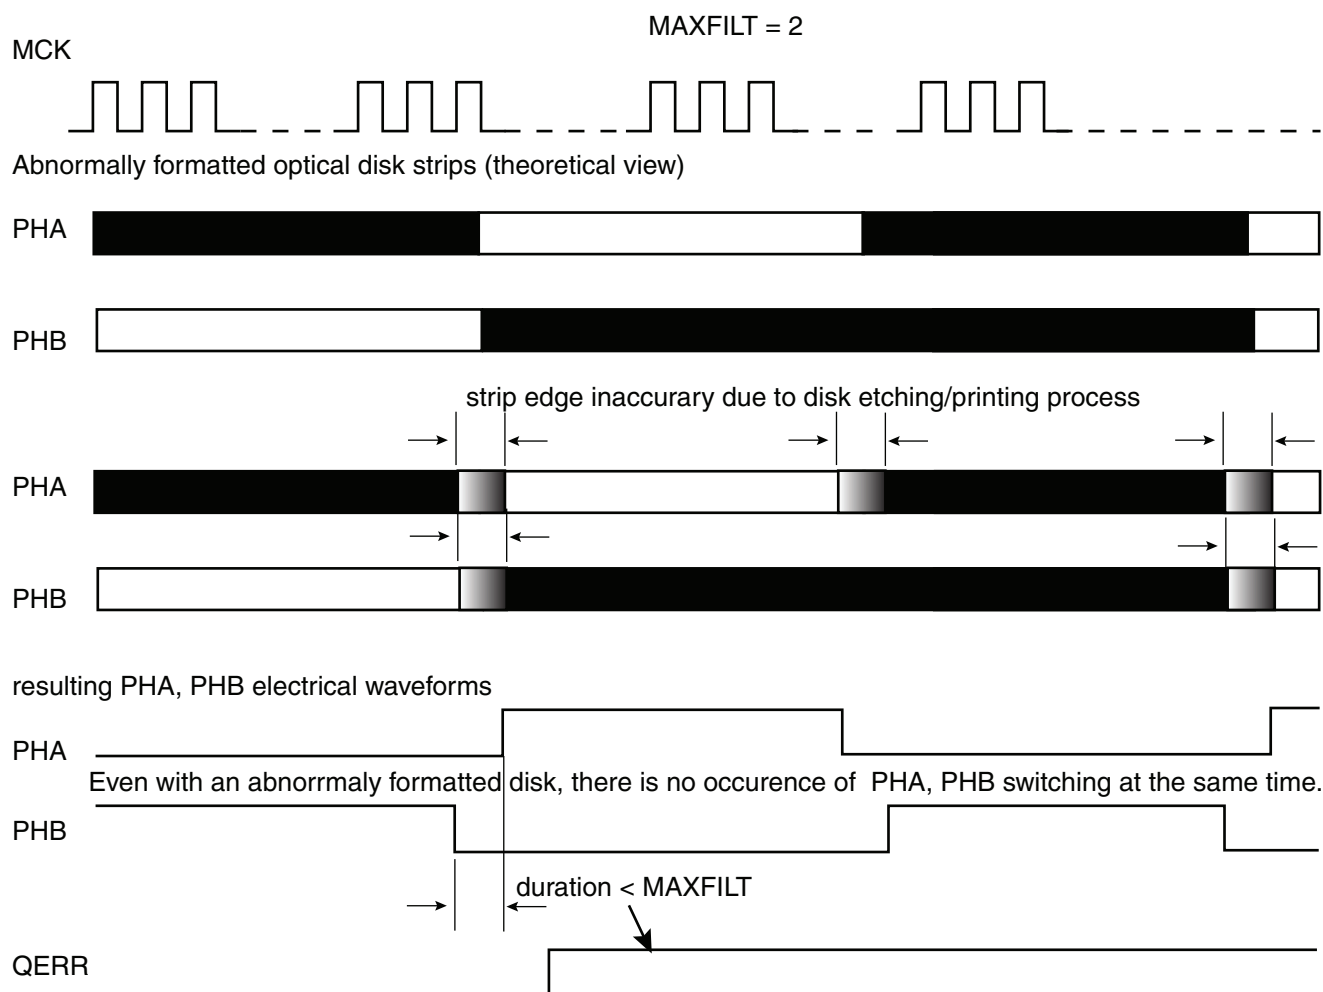 MAXFILT = 2
MCK
Abnormally formatted optical disk strips (theoretical view)
PHA
PHB
strip edge inaccurary due to disk etching/printing process
PHA
PHB
resulting PHA, PHB electrical waveforms
PHA
Even with an abnorrmaly formatted disk, there is no occurence of PHA, PHB switching at the same time.
PHB
duration < MAXFILT
QERR